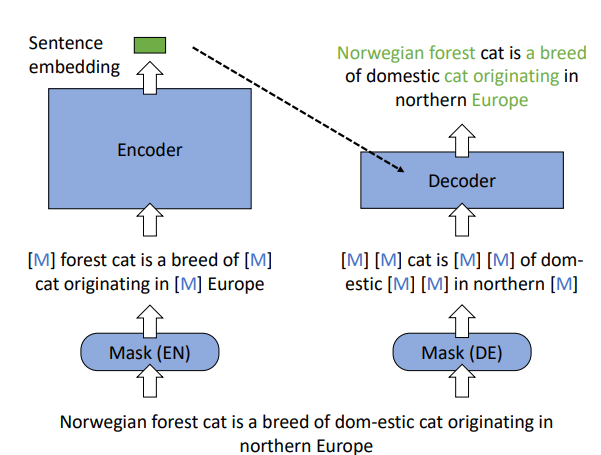 Sentence
embedding
Norwegian forest cat is a breed
of domestic cat originating in
northern Europe
Encoder
Decoder
[M] forest cat is a breed of [M]
cat originating in [M] Europe
[M] [M] cat is [M] [M] of dom-
estic [M] [M] in northern [M]
Mask (EN)
Mask (DE)
Norwegian forest cat is a breed of dom-estic cat originating in
northern Europe